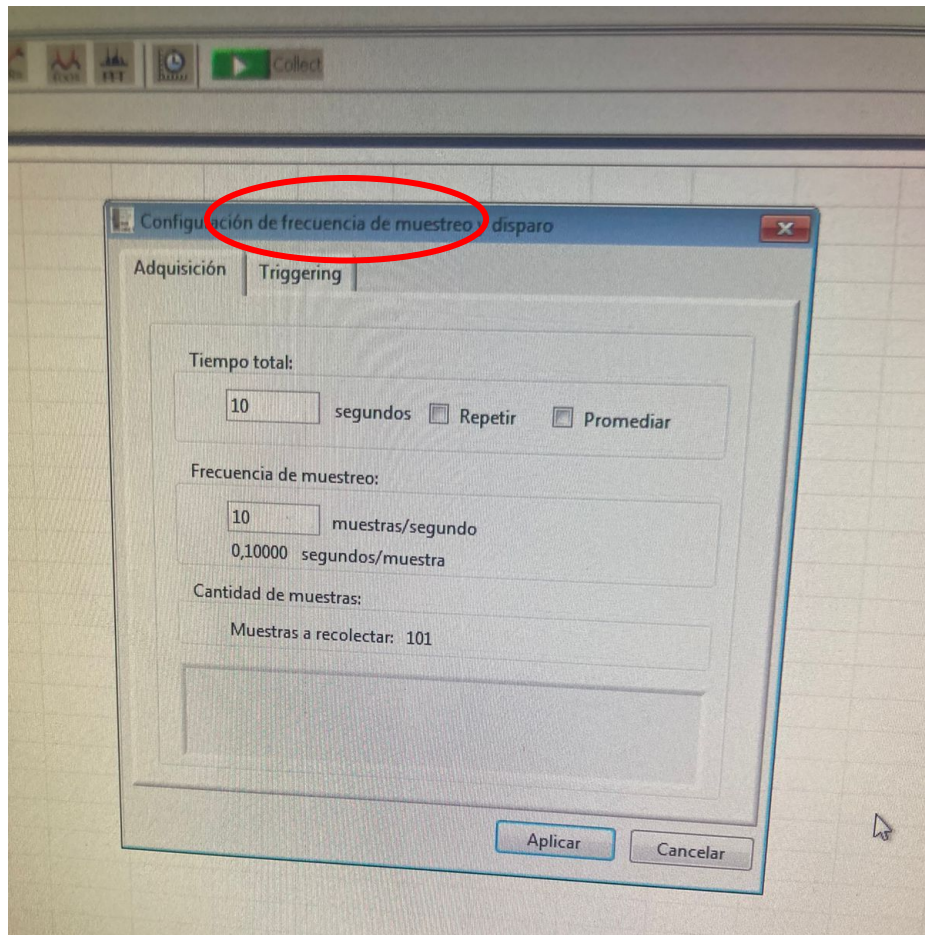 Collect
Configuración de frecuencia de muestreo y disparo
Adquisición
Triggering
Tiempo total:
10 segundos Repetir Promediar
Frecuencia de muestreo:
10 muestras/segundo
0,10000 segundos/muestra
Cantidad de muestras:
Muestras a recolectar: 101
Aplicar
Cancelar